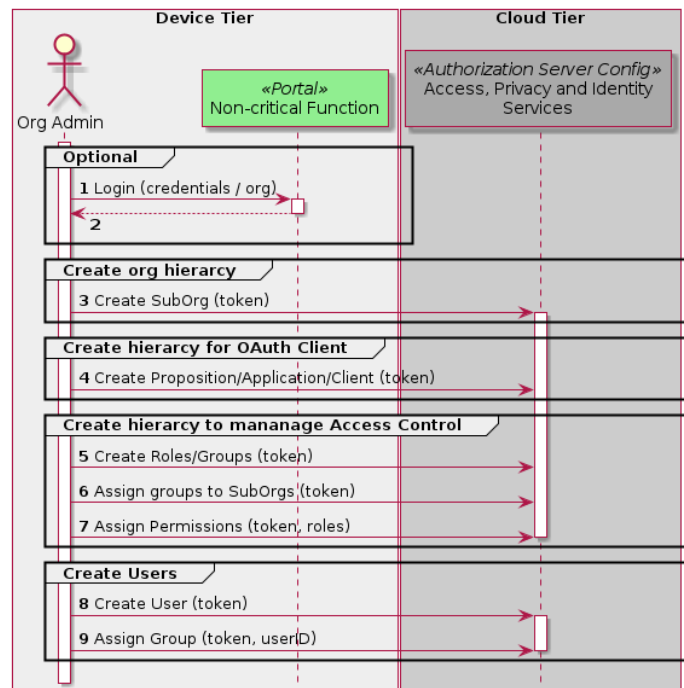 Device Tier
Cloud Tier
Org Admin
«Portal»
Non-critical Function
«Authorization Server Config»
Access, Privacy and Identity
Services
Optional
1 Login (credentials / org)
2
Create org hierarcy
3 Create SubOrg (token)
Create hierarcy for OAuth Client
4 Create Proposition/Application/Client (token)
Create hierarcy to mananage Access Control
5 Create Roles/Groups (token)
6 Assign groups to SubOrgs (token)
7 Assign Permissions (token, roles)
Create Users
8 Create User (token)
9 Assign Group (token, userID)